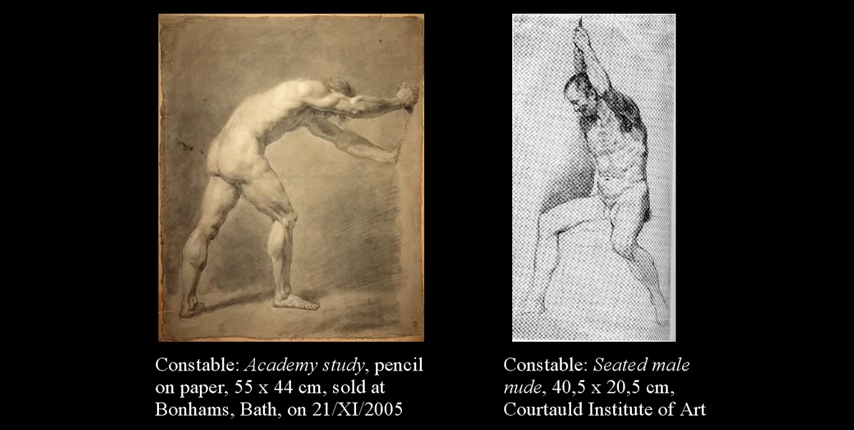 Constable: Academy study, pencil
on paper, 55 x 44 cm, sold at
Bonhams, Bath, on 21/XI/2005
Constable: Seated male
nude, 40,5 x 20,5 cm,
Courtauld Institute of Art